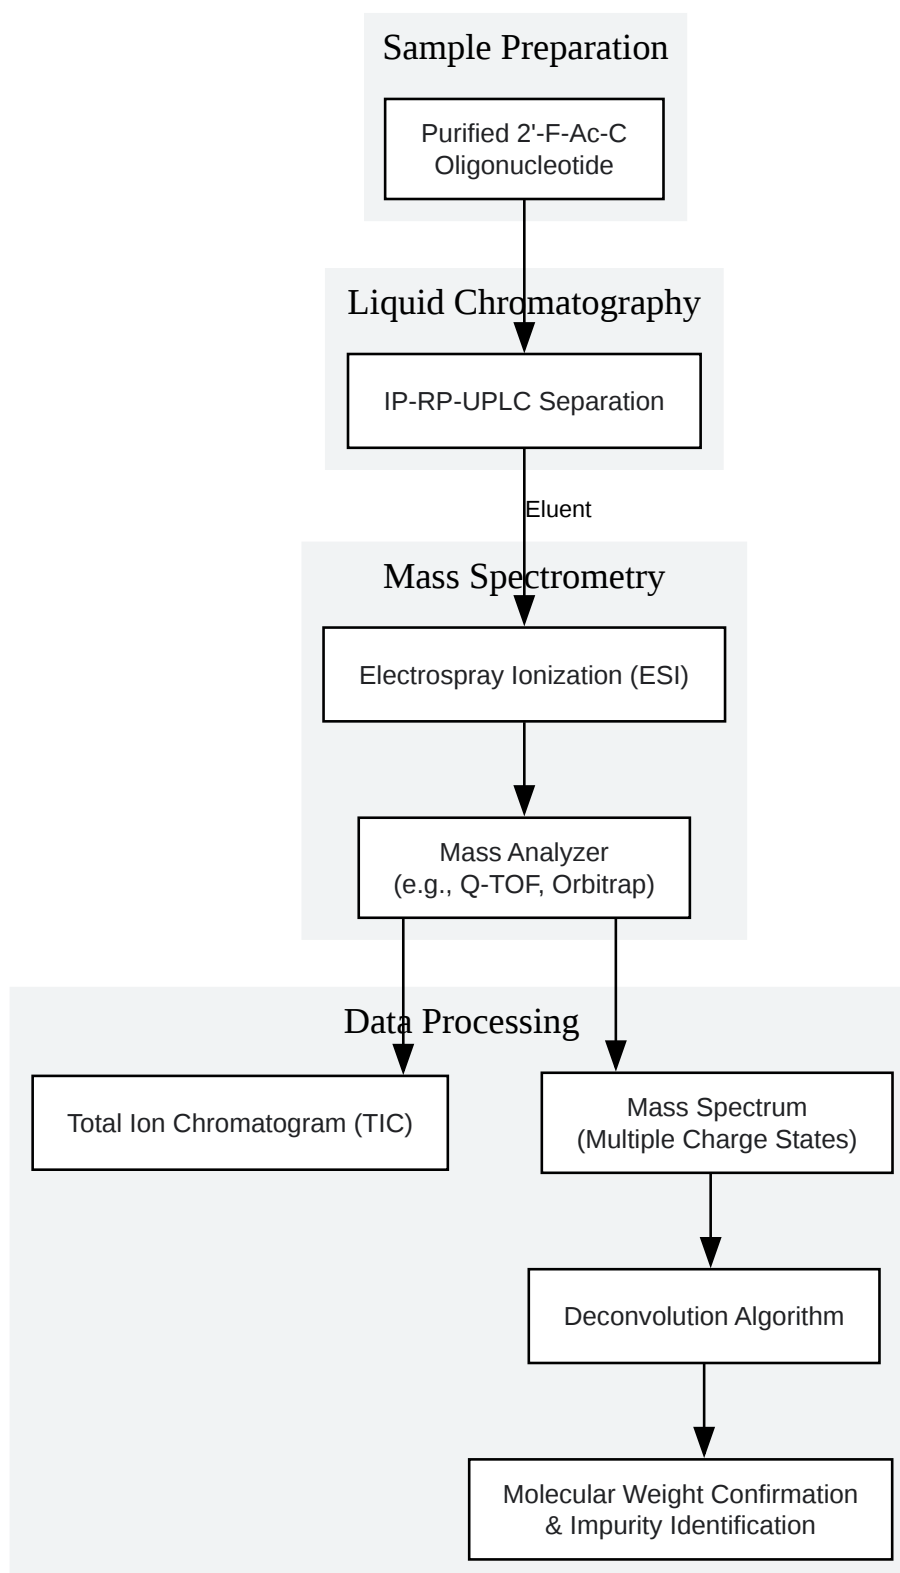 Sample Preparation
Purified 2'-F-Ac-C
Oligonucleotide
Liquid Chromatography
IP-RP-UPLC Separation
Eluent
Mass Spectrometry
Electrospray Ionization (ESI)
Mass Analyzer
(e.g., Q-TOF, Orbitrap)
Data Processing
Total Ion Chromatogram (TIC)
Mass Spectrum
(Multiple Charge States)
Deconvolution Algorithm
Molecular Weight Confirmation
& Impurity Identification